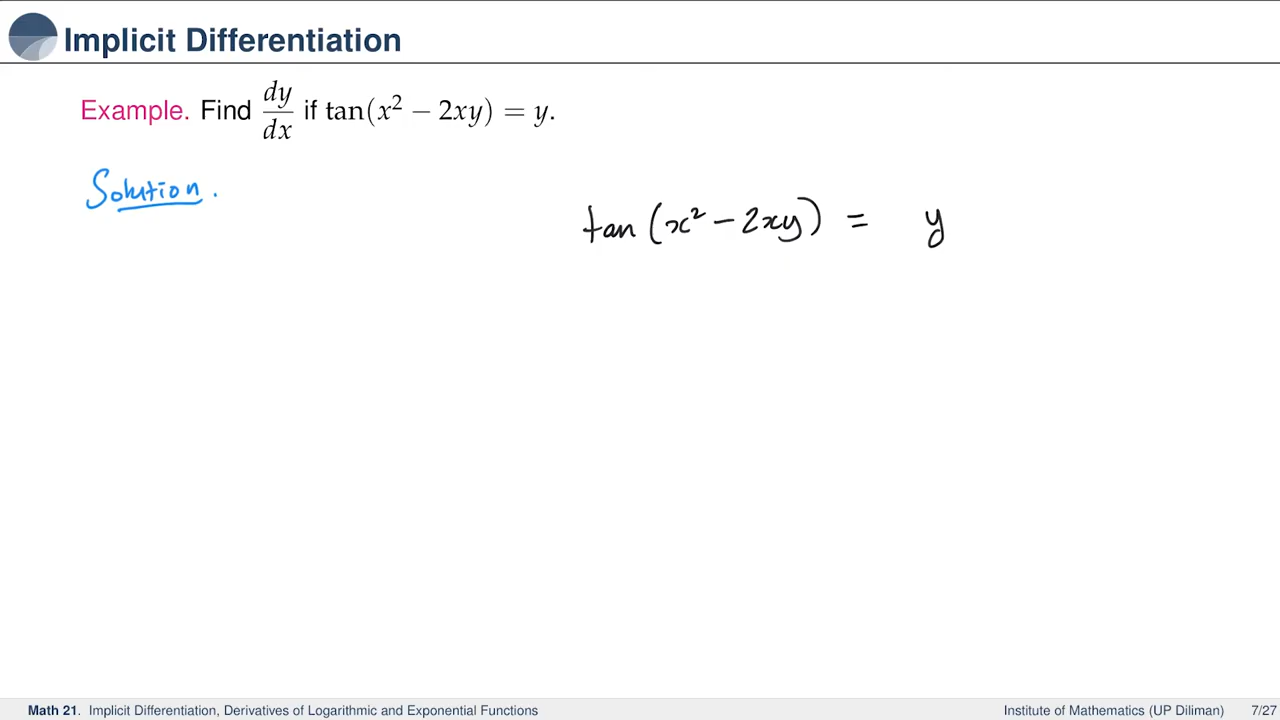 Implicit Differentiation
Example. Find dy/dx if tan(x² − 2xy) = y.
Solution.
tan (x² − 2xy) = y
Math 21. Implicit Differentiation, Derivatives of Logarithmic and Exponential Functions Institute of Mathematics (UP Diliman) 7/27